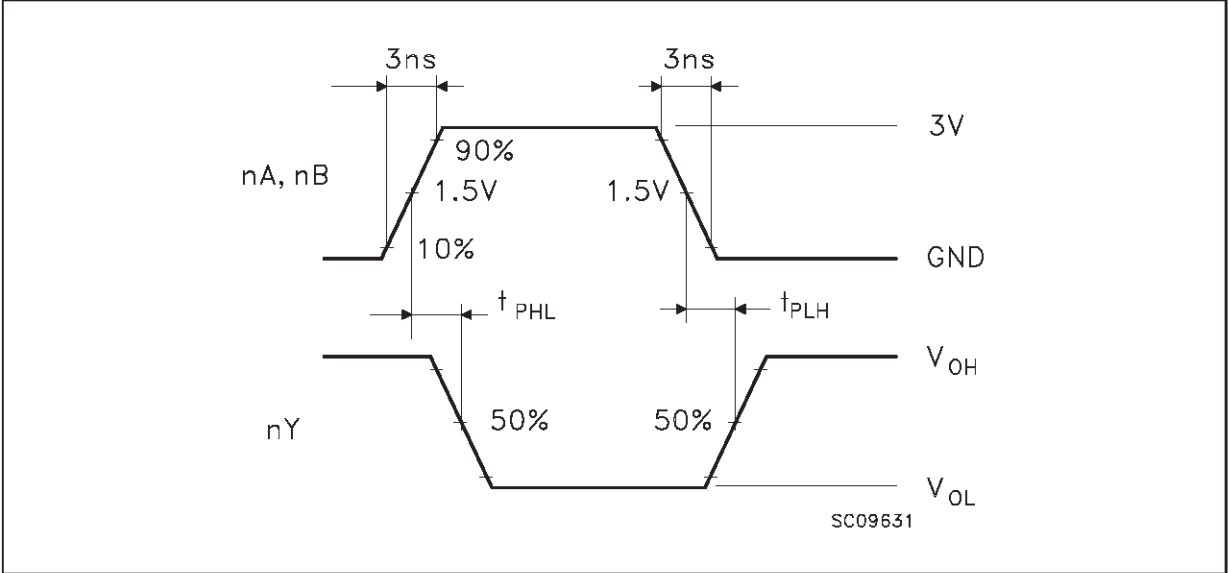 3ns 3ns
3V
90%
nA, nB
1.5V 1.5V
10%
GND
t PHL tPLH
VOH
50% 50%
nY
VOL
SC09631